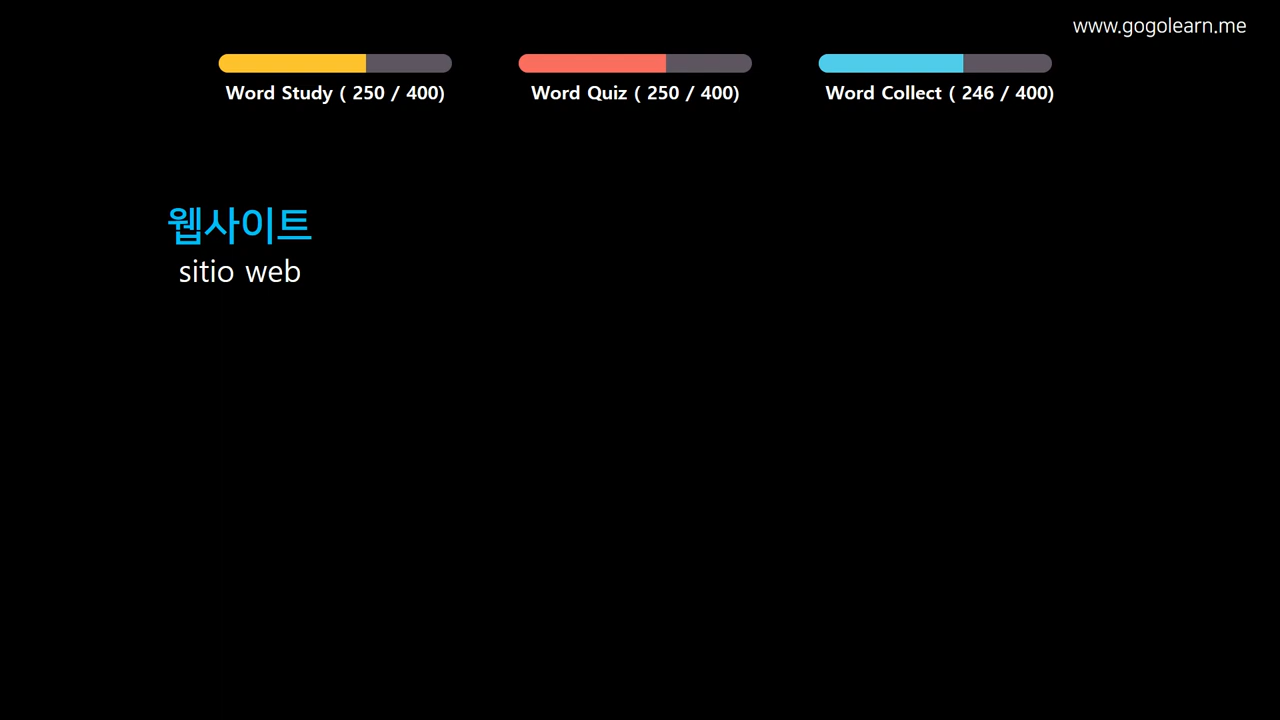 www.gogolearn.me
Word Study ( 250 / 400)
Word Quiz ( 250 / 400)
Word Collect ( 246 / 400)
웹사이트
sitio web